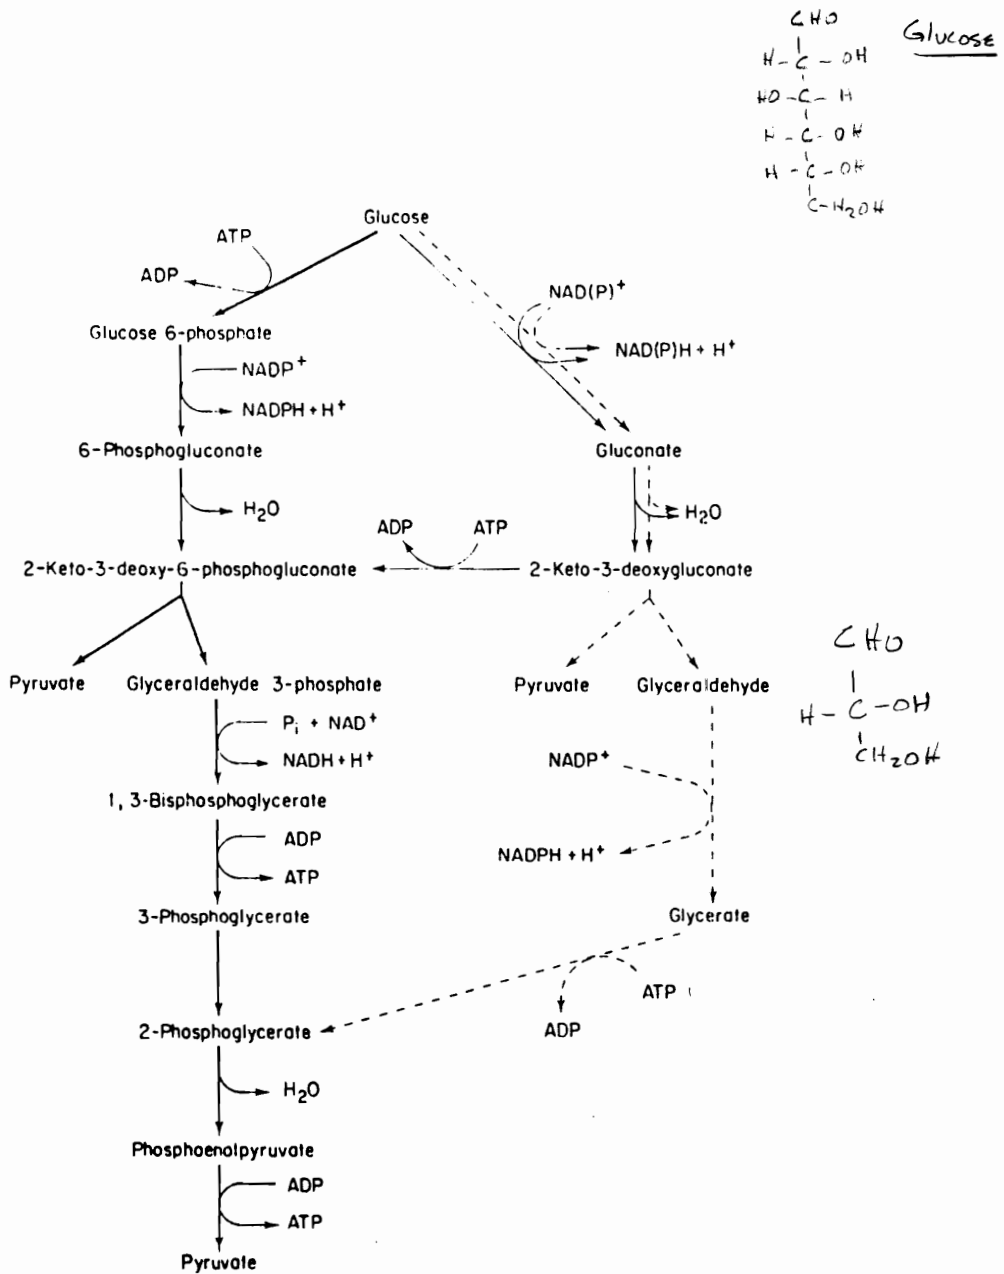 CHO
Glucose
H-C-OH
HO-C-H
H-C-OH
H-C-OH
C-H₂OH
Glucose
ATP
ADP
NAD(P)⁺
Glucose 6-phosphate
NAD(P)H + H⁺
NADP⁺
NADPH + H⁺
6-Phosphogluconate
Gluconate
H₂O
H₂O
ADP
ATP
2-Keto-3-deoxy-6-phosphogluconate
2-Keto-3-deoxygluconate
CHO
Pyruvate
Glyceraldehyde 3-phosphate
Pyruvate
Glyceraldehyde
H-C-OH
CH₂OH
Pᵢ + NAD⁺
NADH + H⁺
NADP⁺
1,3-Bisphosphoglycerate
ADP
ATP
NADPH + H⁺
3-Phosphoglycerate
Glycerate
ATP
ADP
2-Phosphoglycerate
H₂O
Phosphoenolpyruvate
ADP
ATP
Pyruvate